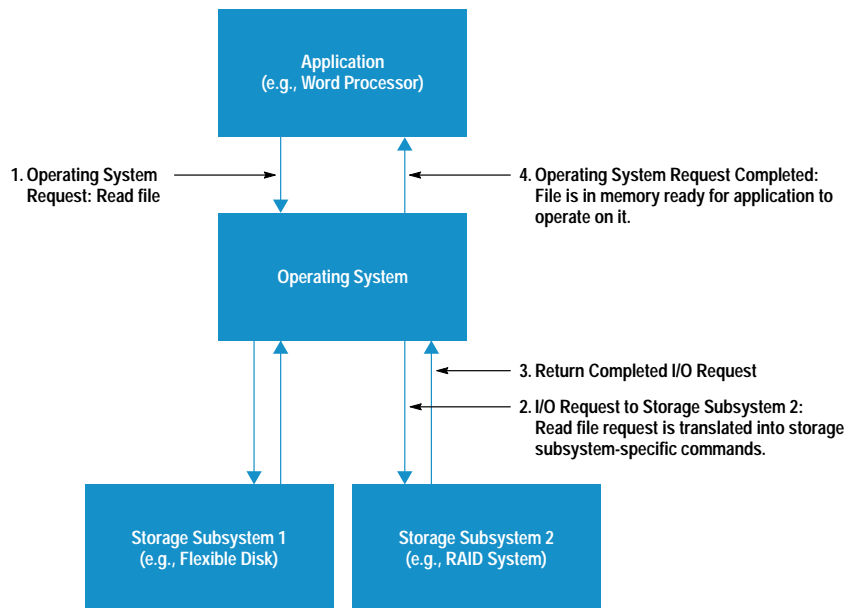 Application
(e.g., Word Processor)
1. Operating System
Request: Read file
4. Operating System Request Completed:
File is in memory ready for application to
operate on it.
Operating System
3. Return Completed I/O Request
2. I/O Request to Storage Subsystem 2:
Read file request is translated into storage
subsystem-specific commands.
Storage Subsystem 1
(e.g., Flexible Disk)
Storage Subsystem 2
(e.g., RAID System)